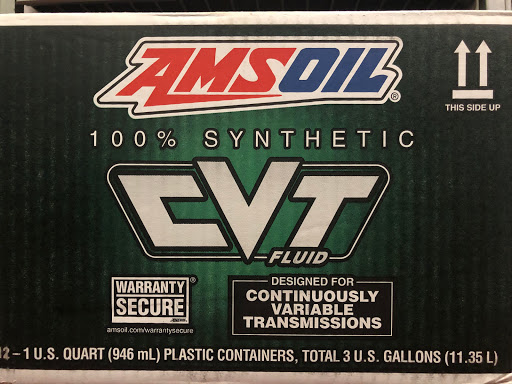 AMSOIL®
THIS SIDE UP
100% SYNTHETIC
CVT
FLUID
WARRANTY
SECURE®
amsoil.com/warrantysecure
DESIGNED FOR
CONTINUOUSLY
VARIABLE
TRANSMISSIONS
12 – 1 U.S. QUART (946 mL) PLASTIC CONTAINERS, TOTAL 3 U.S. GALLONS (11.35 L)